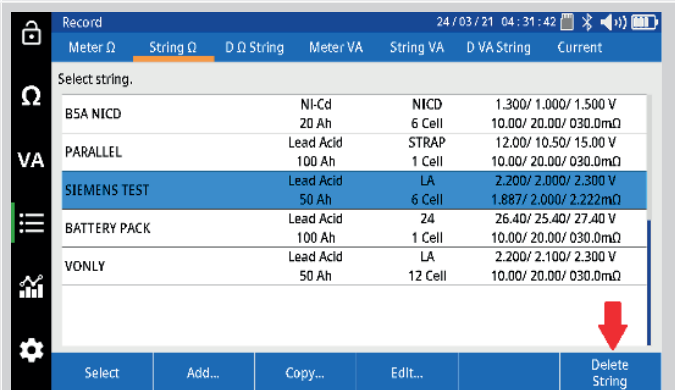 Record 24/03/21 04:31:42
Meter Ω String Ω D Ω String Meter VA String VA D VA String Current
Select string.
Ω
VA
B5A NICD NI-Cd NICD 1.300/ 1.000/ 1.500 V
20 Ah 6 Cell 10.00/ 20.00/ 030.0mΩ
PARALLEL Lead Acid STRAP 12.00/ 10.50/ 15.00 V
100 Ah 1 Cell 10.00/ 20.00/ 030.0mΩ
SIEMENS TEST Lead Acid LA 2.200/ 2.000/ 2.300 V
50 Ah 6 Cell 1.887/ 2.000/ 2.222mΩ
BATTERY PACK Lead Acid 24 26.40/ 25.40/ 27.40 V
100 Ah 1 Cell 10.00/ 20.00/ 030.0mΩ
VONLY Lead Acid LA 2.200/ 2.100/ 2.300 V
50 Ah 12 Cell 10.00/ 20.00/ 030.0mΩ
Select Add... Copy... Edit... Delete
String